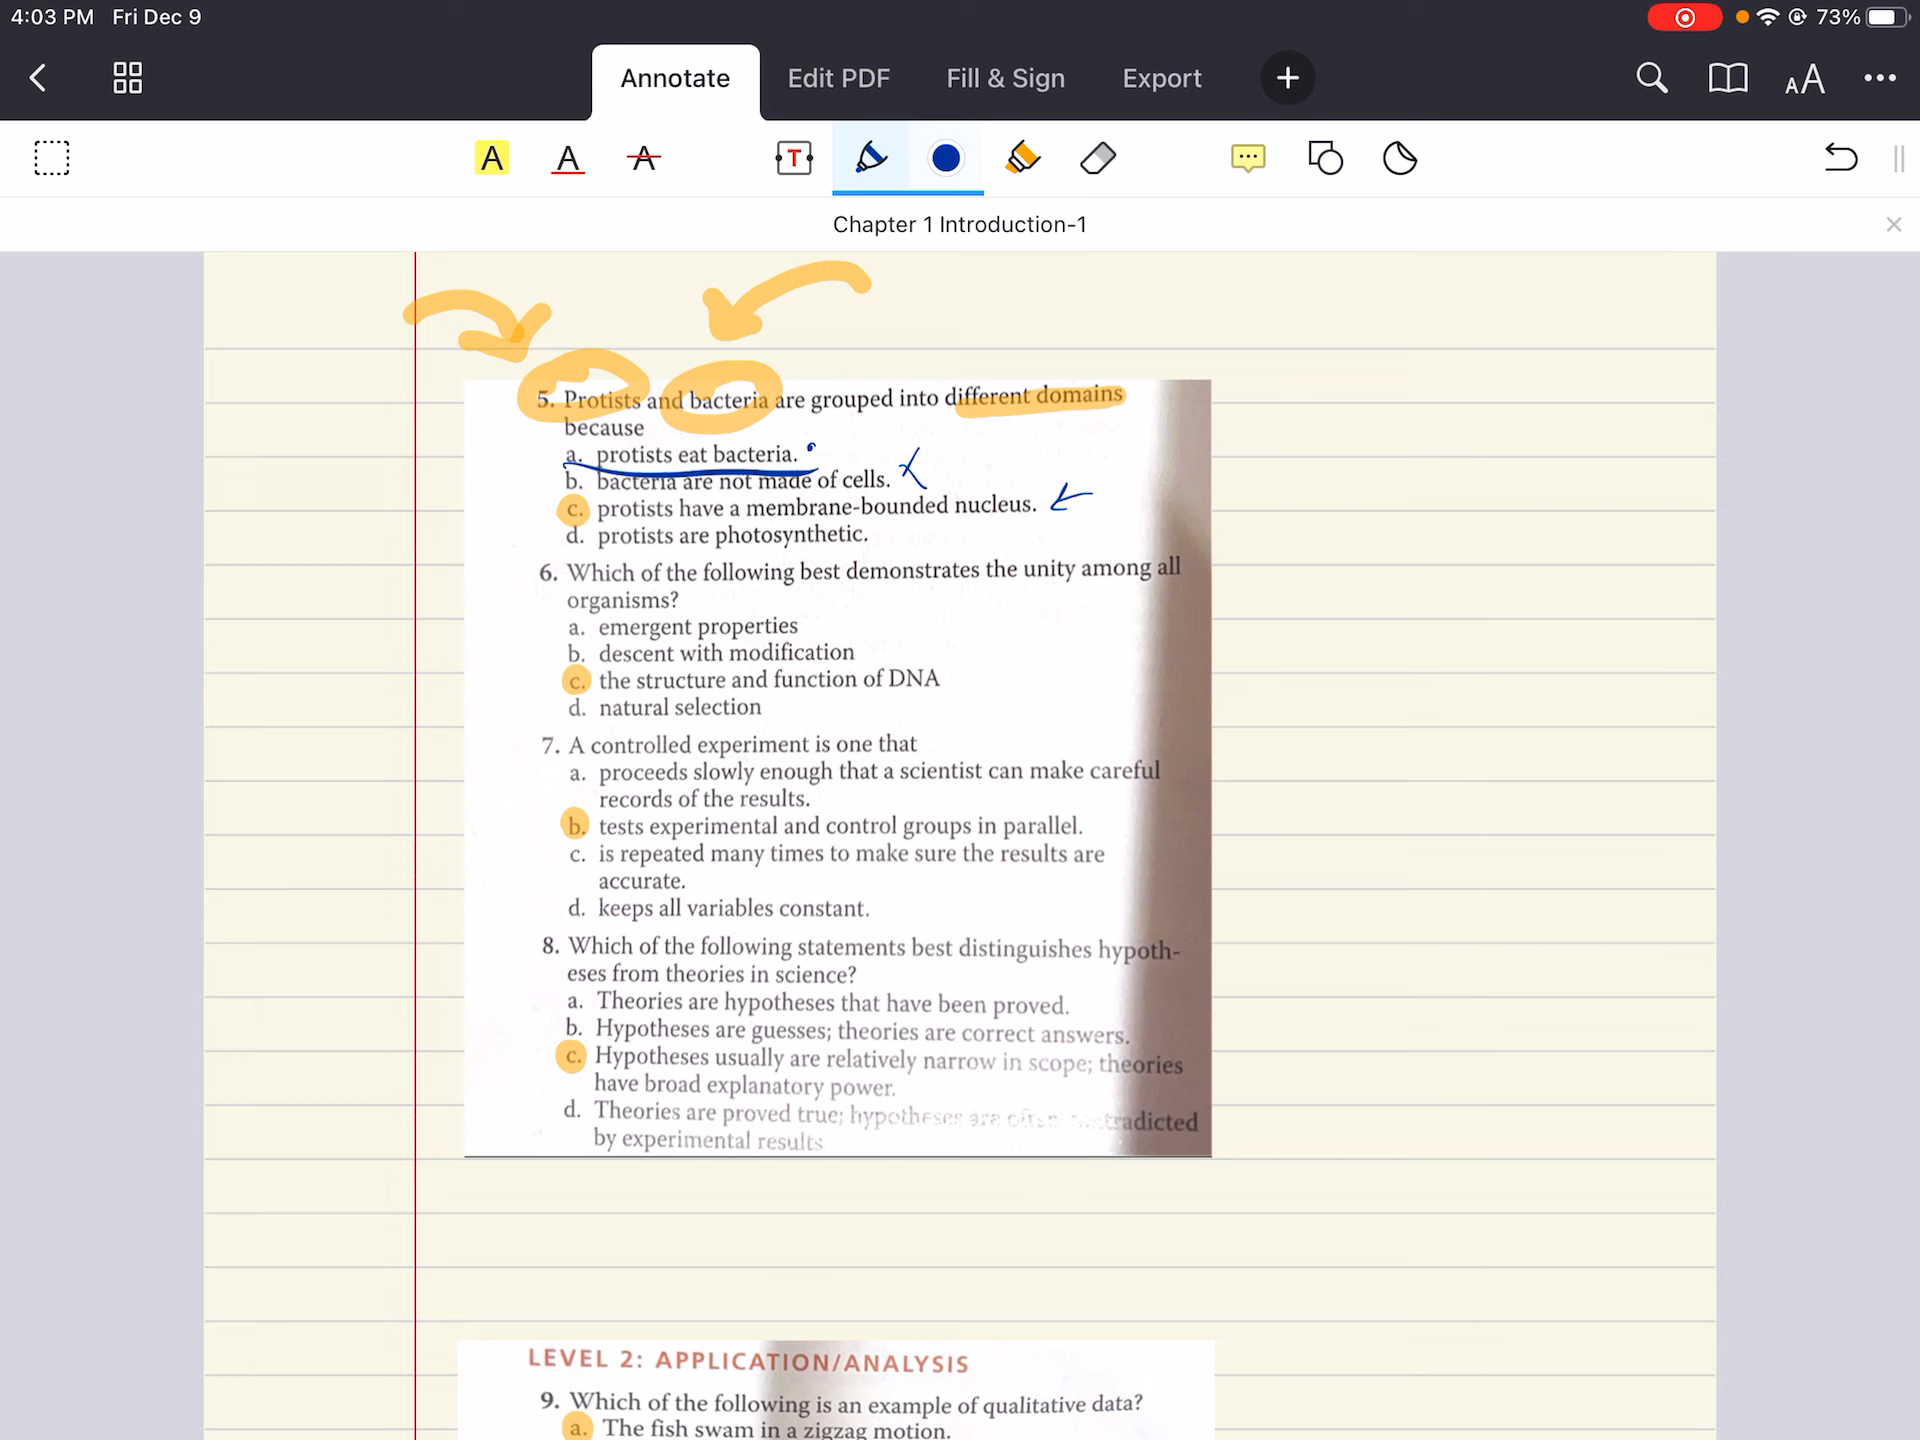 4:03 PM Fri Dec 9
73%
Annotate
Edit PDF
Fill & Sign
Export
AA
A A A T
Chapter 1 Introduction-1
5. Protists and bacteria are grouped into different domains
because
a. protists eat bacteria.
b. bacteria are not made of cells.
c. protists have a membrane-bounded nucleus.
d. protists are photosynthetic.
6. Which of the following best demonstrates the unity among all
organisms?
a. emergent properties
b. descent with modification
c. the structure and function of DNA
d. natural selection
7. A controlled experiment is one that
a. proceeds slowly enough that a scientist can make careful
records of the results.
b. tests experimental and control groups in parallel.
c. is repeated many times to make sure the results are
accurate.
d. keeps all variables constant.
8. Which of the following statements best distinguishes hypoth-
eses from theories in science?
a. Theories are hypotheses that have been proved.
b. Hypotheses are guesses; theories are correct answers.
c. Hypotheses usually are relatively narrow in scope; theories
have broad explanatory power.
d. Theories are proved true; hypotheses are often contradicted
by experimental results
LEVEL 2: APPLICATION/ANALYSIS
9. Which of the following is an example of qualitative data?
a. The fish swam in a zigzag motion.